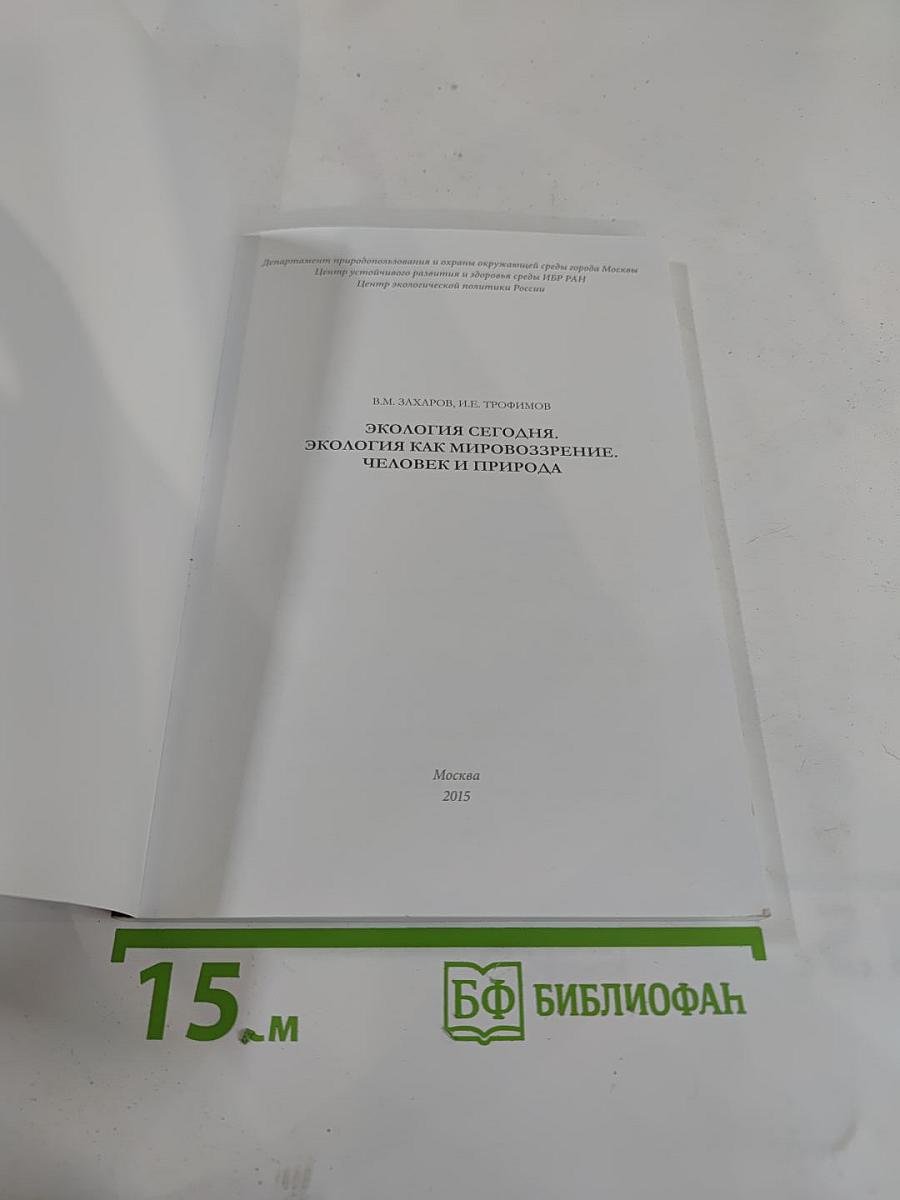 Департамент природопользования и охраны окружающей среды города Москвы
Центр устойчивого развития и здоровья среды ИБР РАН
Центр экологической политики России
В.М. ЗАХАРОВ, И.Е. ТРОФИМОВ
ЭКОЛОГИЯ СЕГОДНЯ.
ЭКОЛОГИЯ КАК МИРОВОЗЗРЕНИЕ.
ЧЕЛОВЕК И ПРИРОДА
Москва
2015
15 см
БФ БИБЛИОФАН